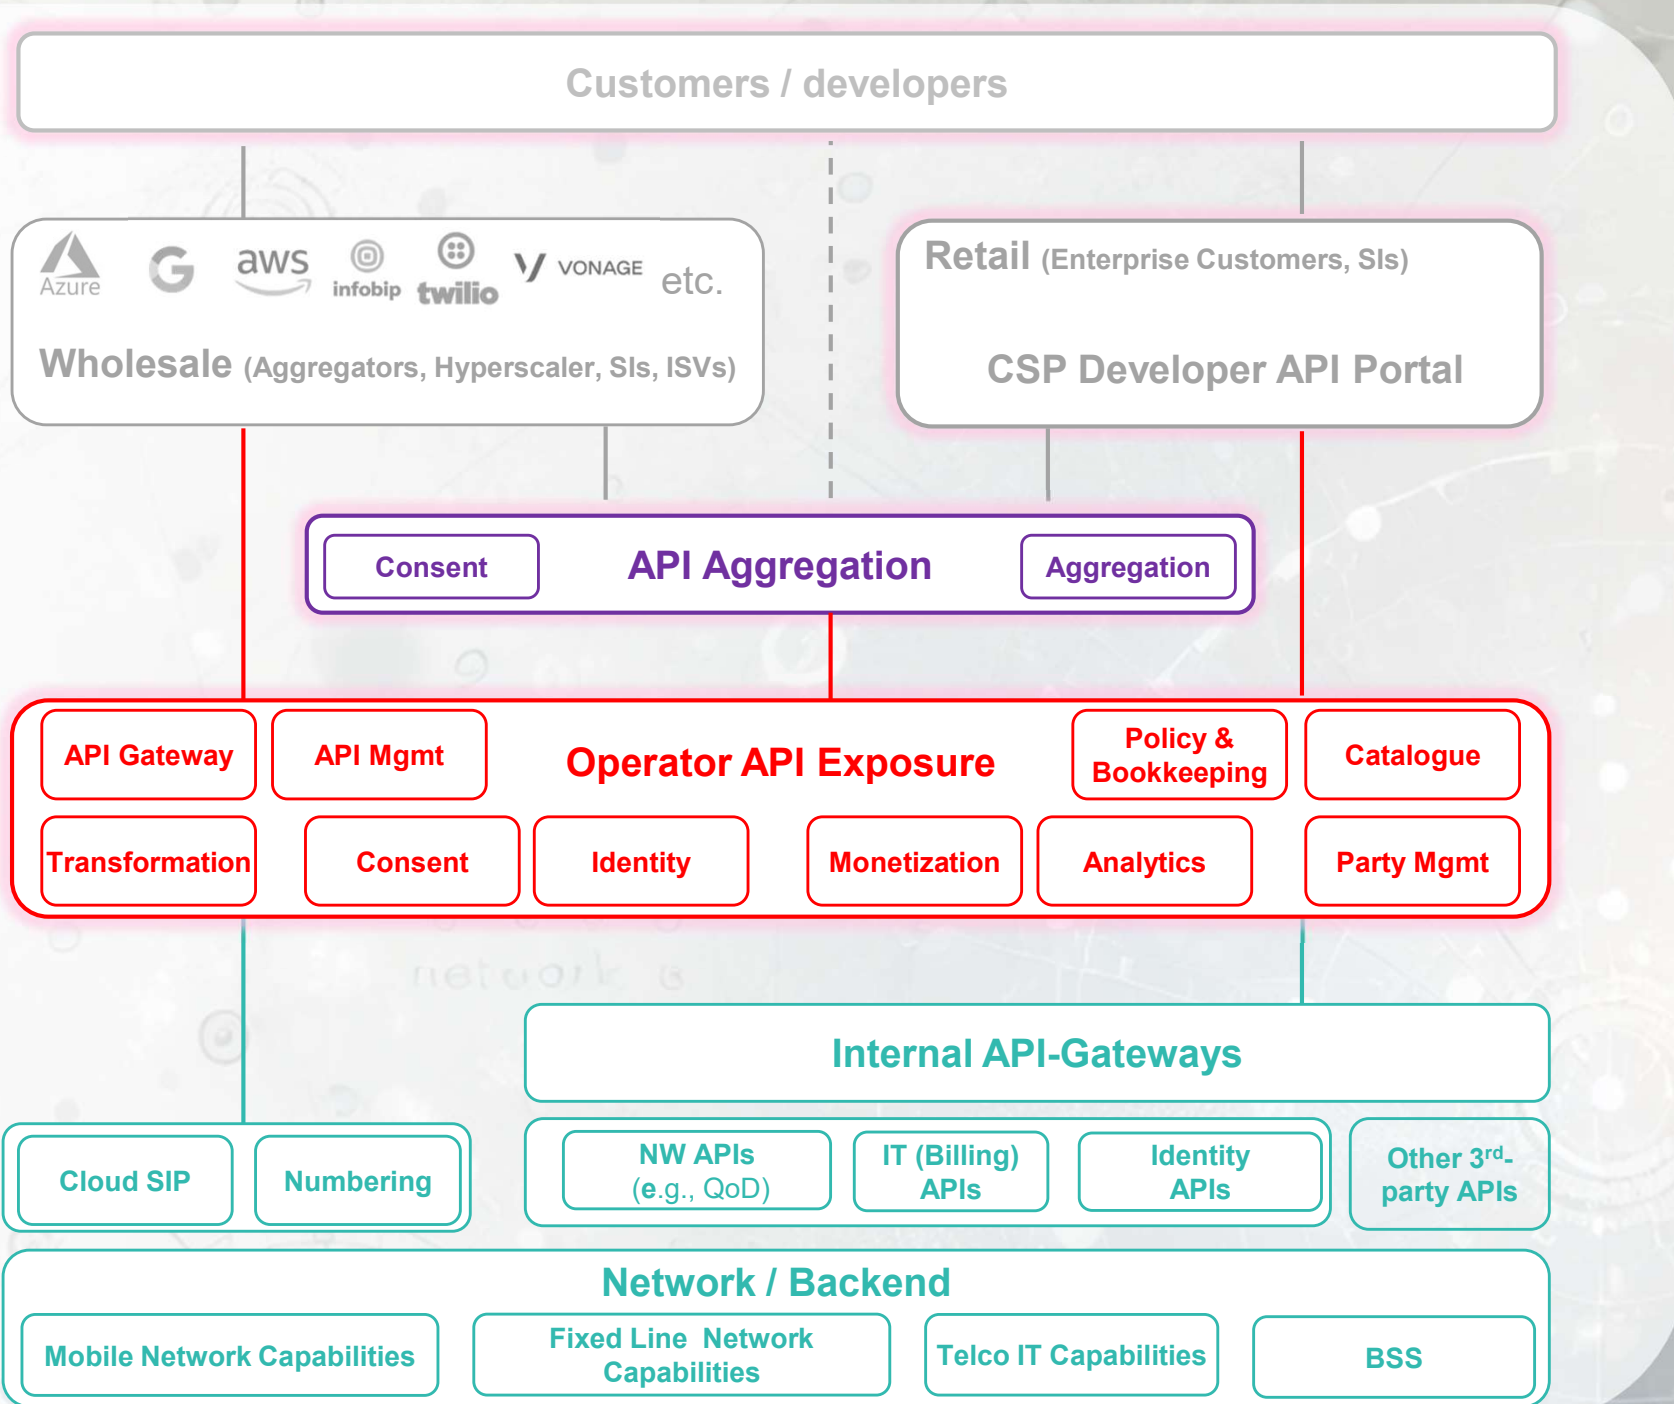 Customers / developers
Azure
G
aws
infobip
twilio
VONAGE
etc.
Wholesale (Aggregators, Hyperscaler, SIs, ISVs)
Retail (Enterprise Customers, SIs)
CSP Developer API Portal
Consent
API Aggregation
Aggregation
API Gateway
API Mgmt
Operator API Exposure
Policy &
Bookkeeping
Catalogue
Transformation
Consent
Identity
Monetization
Analytics
Party Mgmt
network
Internal API-Gateways
Cloud SIP
Numbering
NW APIs
(e.g., QoD)
IT (Billing)
APIs
Identity
APIs
Other 3rd-
party APIs
Network / Backend
Mobile Network Capabilities
Fixed Line Network
Capabilities
Telco IT Capabilities
BSS